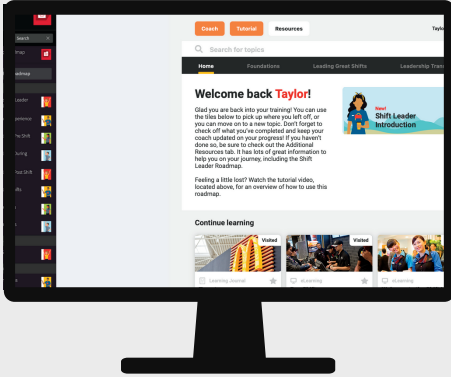 Coach Tutorial Resources
Search
Search for topics
Home Foundations Leading Great Shifts
Welcome back Taylor!
Glad you are back into your training! You can
use the tiles below to pick up where you left off, or
you can move on to a new topic. Don't forget to
check off what you've completed and keep your
coach updated on your progress! If you haven't
done so, be sure to check out the Additional
Resources tab. It has lots of great information to
help you on your journey, including the Shift
Leader Roadmap.
Feeling a little lost? Watch the tutorial video,
located above, for an overview of how to use this
roadmap.
New!
Shift Leader
Introduction
Continue learning
Visited Visited
Learning Journal eLearning eLearning